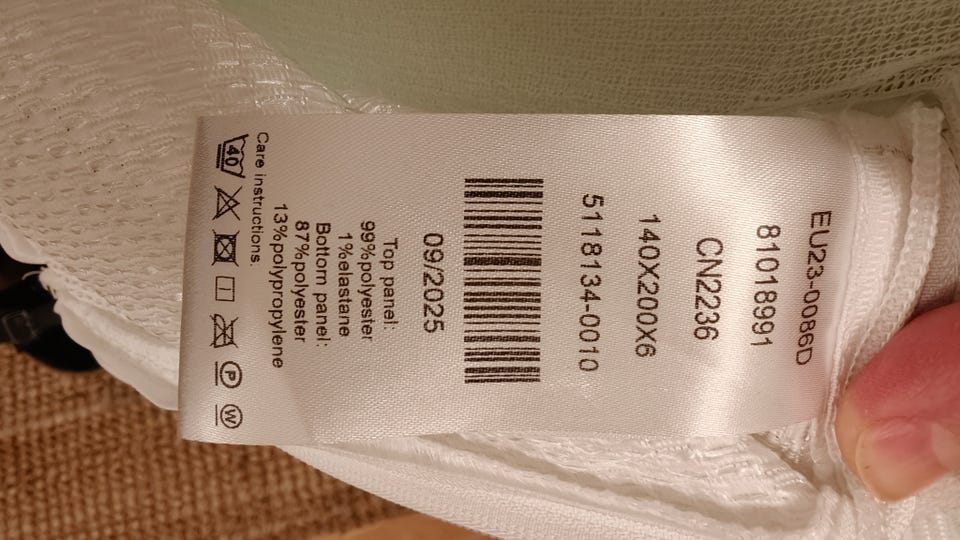 EU23-0086D
81018991
CN2236
140X200X6
5118134-0010
09/2025
Top panel:
99%polyester
1%elastane
Bottom panel:
87%polyester
13%polypropylene
Care instructions:
40
P
W